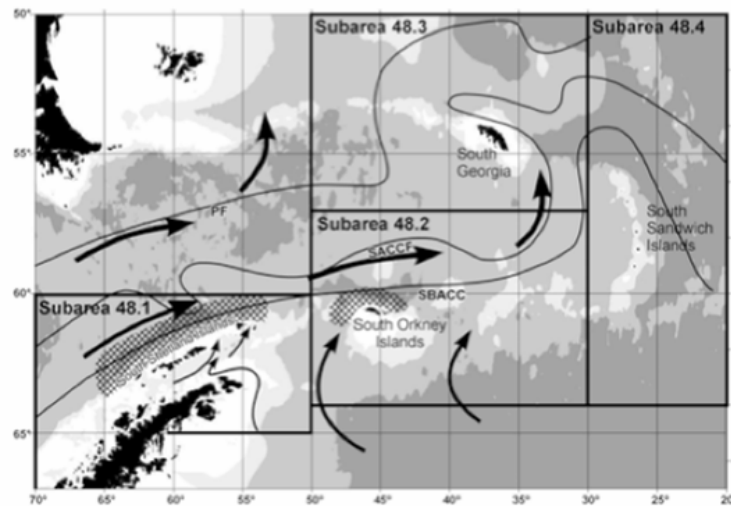 50°
Subarea 48.3
Subarea 48.4
55°
South
Georgia
PF
Subarea 48.2
South
Sandwich
Islands
SACCF
60°
Subarea 48.1
SBACC
South Orkney
Islands
65°
70°
65°
60°
55°
50°
45°
40°
35°
30°
25°
20°